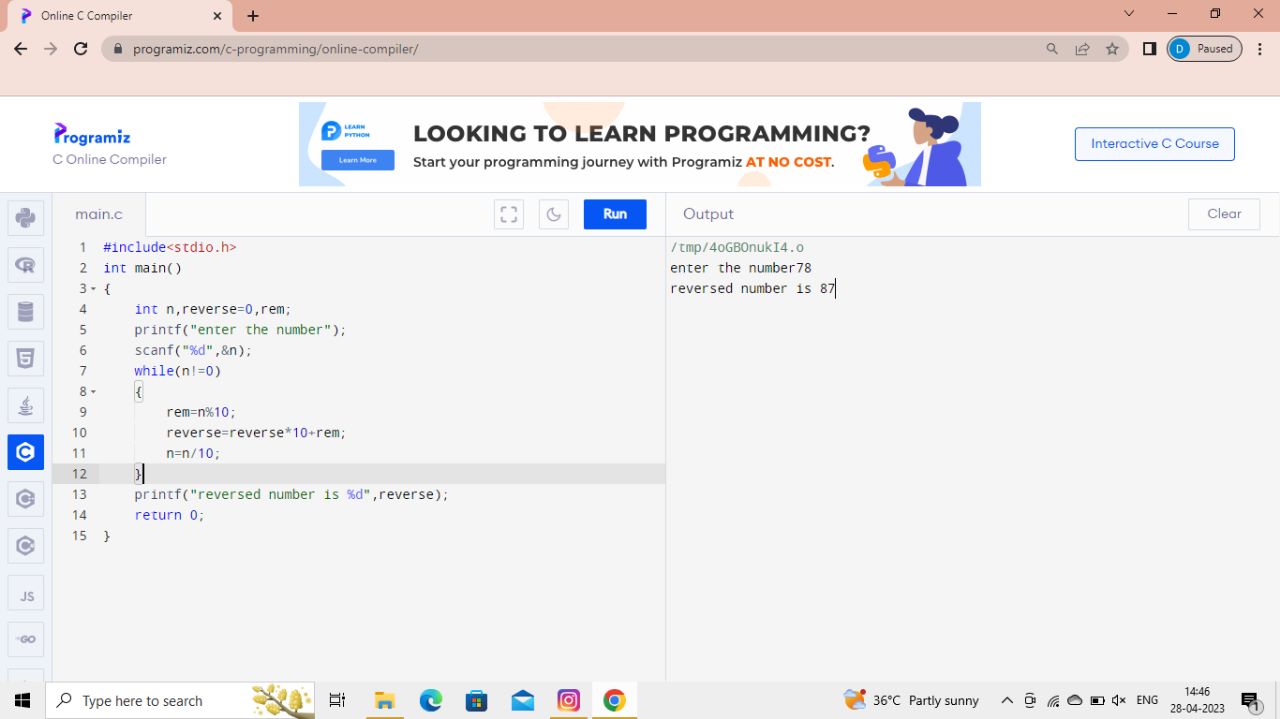 Online C Compiler
programiz.com/c-programming/online-compiler/
D
Paused
Programiz
C Online Compiler
LEARN
PYTHON
Learn More
LOOKING TO LEARN PROGRAMMING?
Start your programming journey with Programiz AT NO COST.
Interactive C Course
main.c
Run
Output
Clear
1 #include<stdio.h>
2 int main()
3 {
4 int n,reverse=0,rem;
5 printf("enter the number");
6 scanf("%d",&n);
7 while(n!=0)
8 {
9 rem=n%10;
10 reverse=reverse*10+rem;
11 n=n/10;
12 }
13 printf("reversed number is %d",reverse);
14 return 0;
15 }
/tmp/4oGBOnukI4.o
enter the number78
reversed number is 87
JS
GO
Type here to search
36°C Partly sunny
ENG
14:46
28-04-2023
1